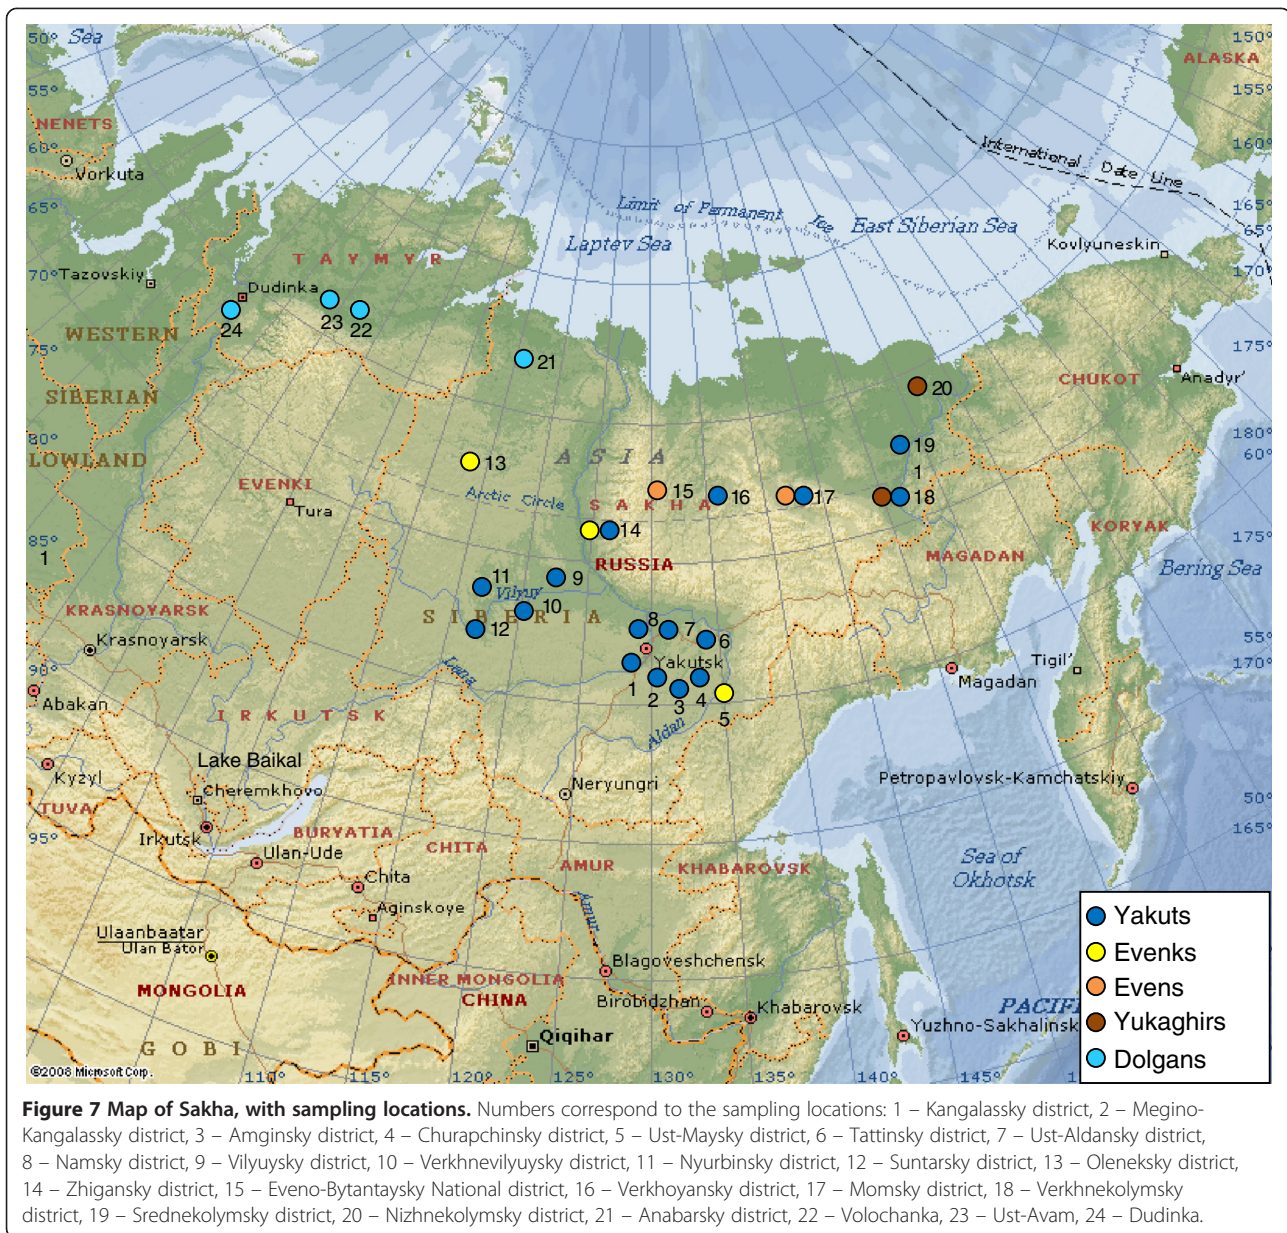 50° Sea
150°
ALASKA
55°
155°
NENETS
60°
160°
Vorkuta
International Date Line
65°
165°
Limit of Permanent Ice
East Siberian Sea
165°
Laptev Sea
Kovlyuneskin
TAYMYR
70°
170°
Tazovskiy
Dudinka
24
23
22
WESTERN
75°
175°
21
CHUKOT
Anadyr'
SIBERIAN
20
80°
180°
LOWLAND
19
60°
13
ASIA
EVENKI
1
15
Arctic Circle
SAKHA
16
17
18
Tura
14
KORYAK
85°
175°
1
RUSSIA
MAGADAN
Bering Sea
11
9
Vilyuy
10
KRASNOYARSK
SIBERIA
12
8
7
6
Krasnoyarsk
55°
90°
170°
Yakutsk
Tigil'
Lena
Magadan
1
2
3
4
5
Abakan
IRKUTSK
Aldan
Lake Baikal
Kyzyl
Neryungri
Petropavlovsk-Kamchatskiy
Cheremkhovo
50°
TUVA
165°
95°
Irkutsk
BURYATIA
CHITA
Ulan-Ude
AMUR
KHABAROVSK
Sea of
Okhotsk
Chita
Aginskoye
Amur
Yakuts
Ulaanbaatar
Ulan Bator
Evenks
Blagoveshchensk
INNER MONGOLIA
Evens
MONGOLIA
CHINA
Birobidzhan
Khabarovsk
PACIFI
Yukaghirs
Qiqihar
Yuzhno-Sakhalinsk
GOBI
Dolgans
©2008 Microsoft Corp.
110° 115° 120° 125° 130° 135° 140° 145°
Figure 7 Map of Sakha, with sampling locations. Numbers correspond to the sampling locations: 1 – Kangalassky district, 2 – Megino-
Kangalassky district, 3 – Amginsky district, 4 – Churapchinsky district, 5 – Ust-Maysky district, 6 – Tattinsky district, 7 – Ust-Aldansky district,
8 – Namsky district, 9 – Vilyuysky district, 10 – Verkhnevilyuysky district, 11 – Nyurbinsky district, 12 – Suntarsky district, 13 – Oleneksky district,
14 – Zhigansky district, 15 – Eveno-Bytantaysky National district, 16 – Verkhoyansky district, 17 – Momsky district, 18 – Verkhnekolymsky
district, 19 – Srednekolymsky district, 20 – Nizhnekolymsky district, 21 – Anabarsky district, 22 – Volochanka, 23 – Ust-Avam, 24 – Dudinka.